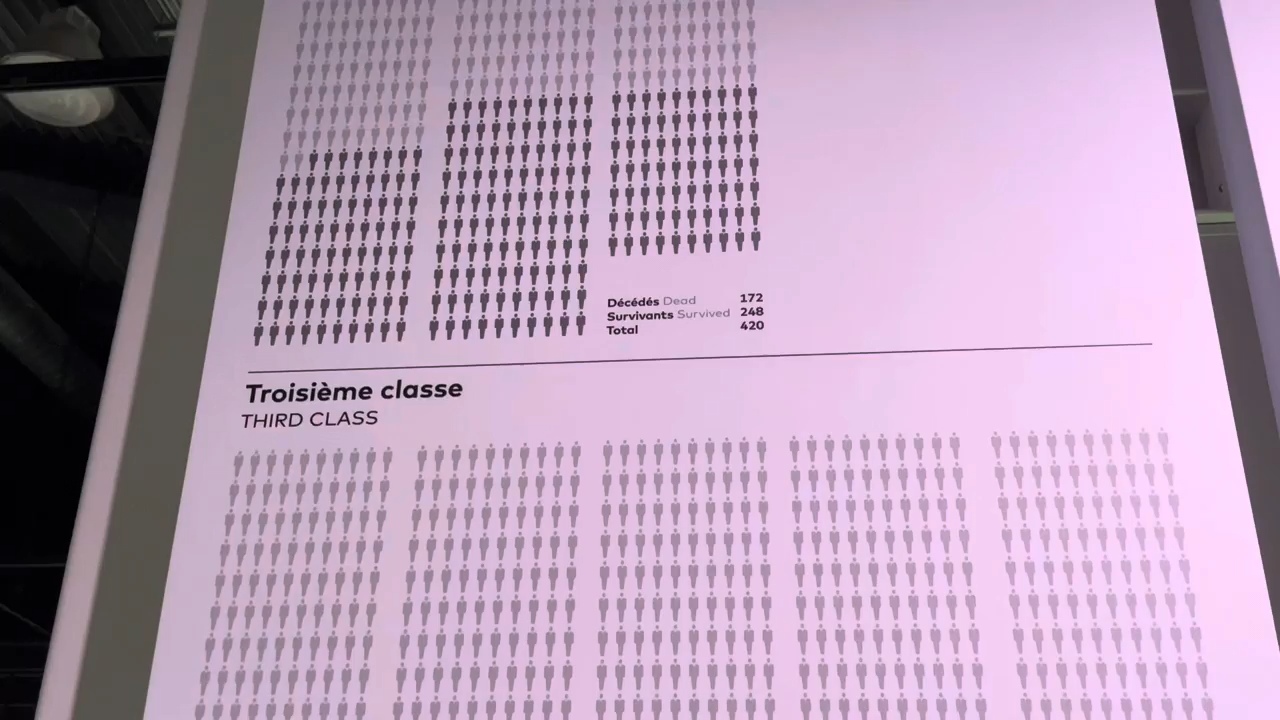 Décédés Dead 172
Survivants Survived 248
Total 420
Troisième classe
THIRD CLASS